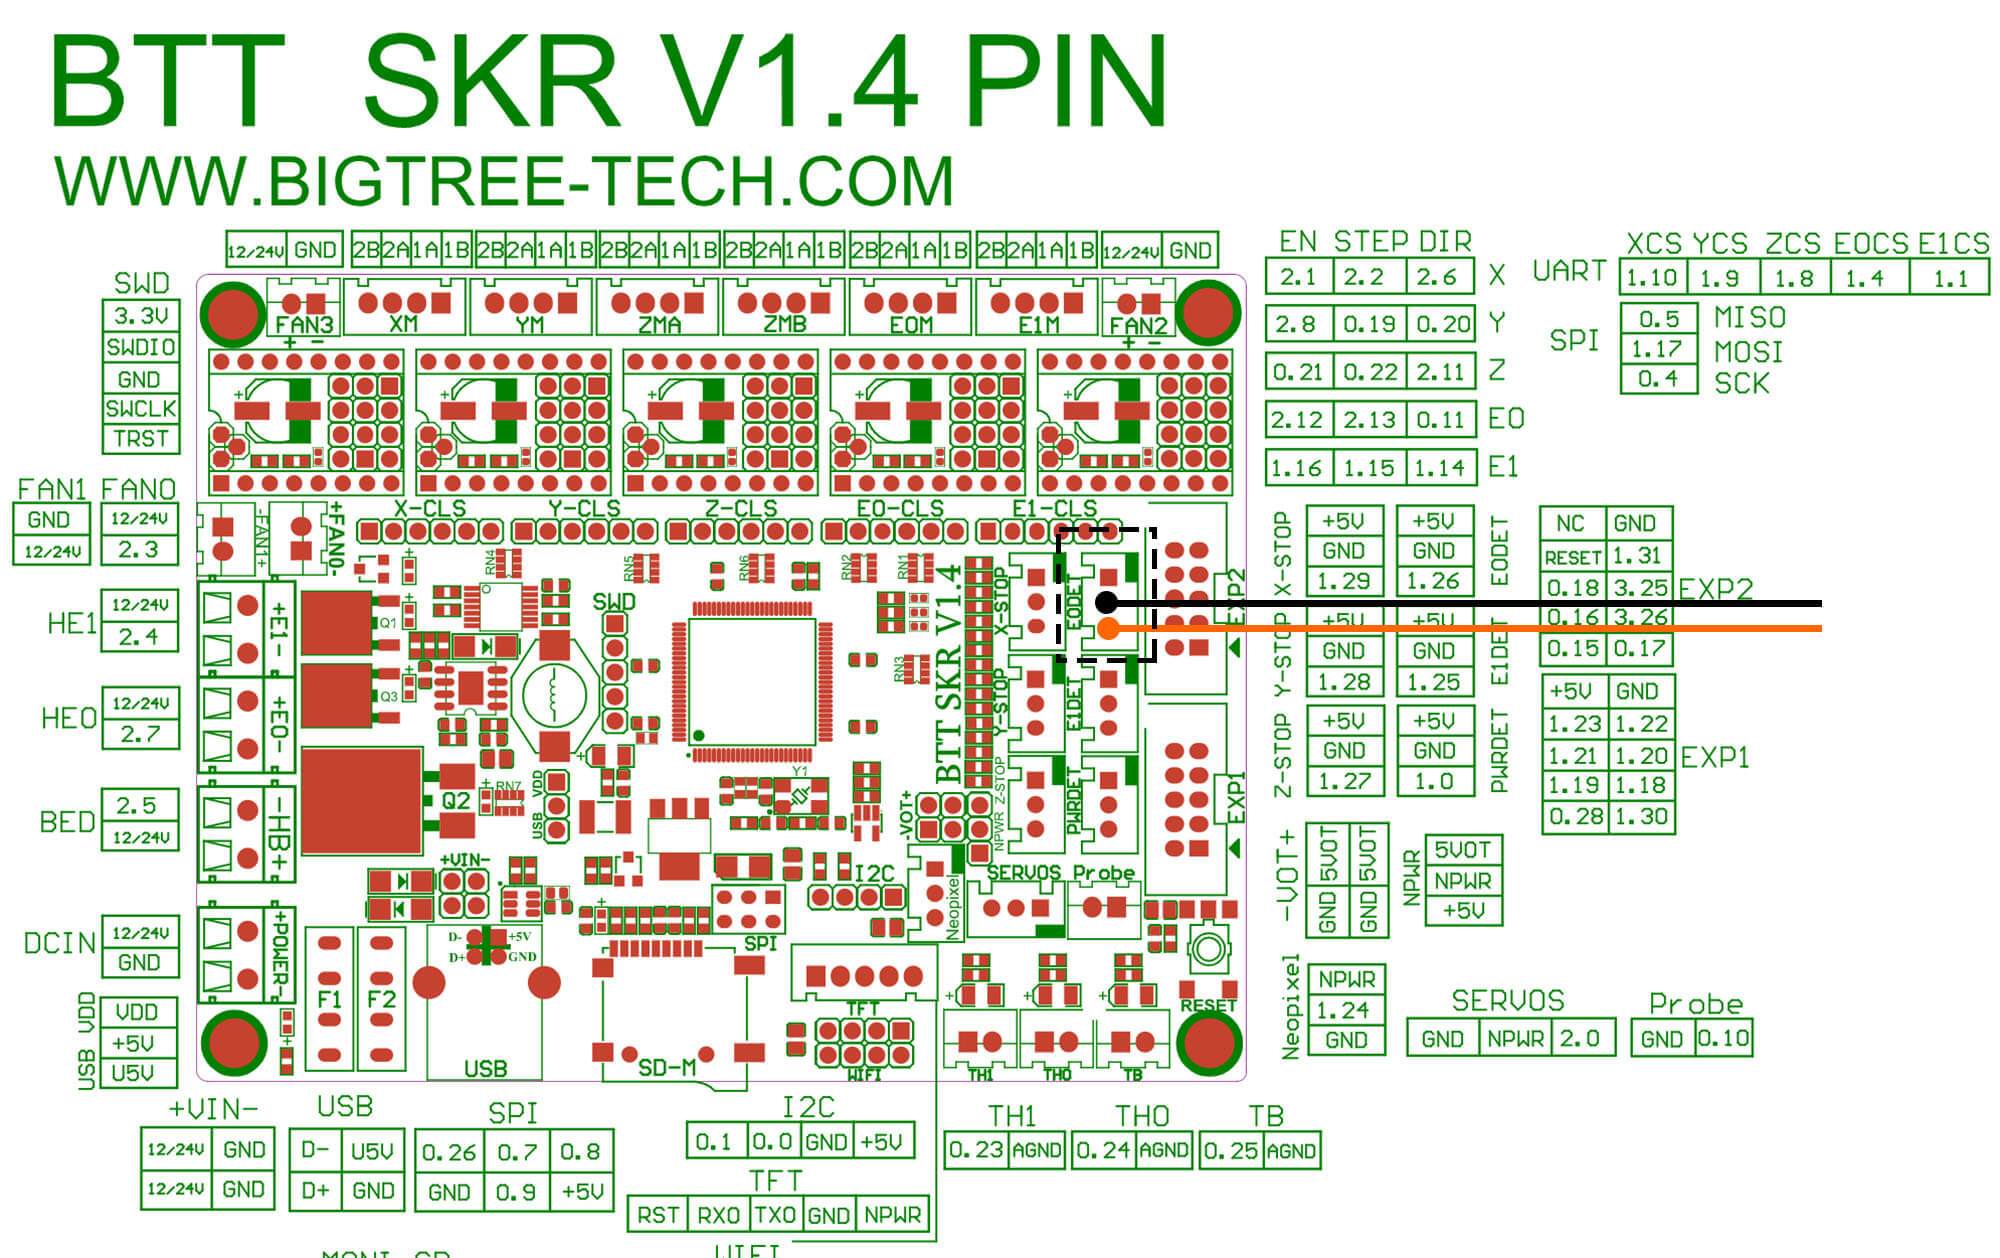 BTT SKR V1.4 PIN
WWW.BIGTREE-TECH.COM
12/24V GND 2B 2A 1A 1B 2B 2A 1A 1B 2B 2A 1A 1B 2B 2A 1A 1B 2B 2A 1A 1B 2B 2A 1A 1B 12/24V GND
FAN3 XM YM ZMA ZMB E0M E1M FAN2
+ - + -
SWD
3.3V
SWDIO
GND
SWCLK
TRST
FAN1 FAN0
GND 12/24V
12/24V 2.3
HE1
12/24V
2.4
HE0
12/24V
2.7
BED
2.5
12/24V
DCIN
12/24V
GND
USB VDD
VDD
+5V
U5V
EN STEP DIR
2.1 2.2 2.6 X
2.8 0.19 0.20 Y
0.21 0.22 2.11 Z
2.12 2.13 0.11 E0
1.16 1.15 1.14 E1
XCS YCS ZCS E0CS E1CS
UART 1.10 1.9 1.8 1.4 1.1
SPI
0.5 MISO
1.17 MOSI
0.4 SCK
X-CLS Y-CLS Z-CLS E0-CLS E1-CLS
-FAN1+
+FAN0-
RN4 RN5 RN6 RN2 RN1
+E1-
Q1
SWD
+E0-
Q3
RN3
BTT SKR V1.4
X-STOP
E0DET
EXP2
Y-STOP
E1DET
-HB+
Q2
RN7
VDD
USB
Y1
-VOT+
NPWR Z-STOP
PWRDET
EXP1
+VIN-
I2C
SERVOS Probe
Neopixel
+POWER-
F1 F2
D- +5V
D+ GND
SPI
USB
SD-M
TFT
WIFI
RESET
TH1 TH0 TB
X-STOP
+5V
GND
1.29
E0DET
+5V
GND
1.26
Y-STOP
+5V
GND
1.28
E1DET
+5V
GND
1.25
Z-STOP
+5V
GND
1.27
PWRDET
+5V
GND
1.0
NC GND
RESET 1.31
0.18 3.25
0.16 3.26
0.15 0.17
EXP2
+5V GND
1.23 1.22
1.21 1.20
1.19 1.18
0.28 1.30
EXP1
-VOT+
GND 5VOT
GND 5VOT
NPWR
5VOT
NPWR
+5V
Neopixel
NPWR
1.24
GND
SERVOS
GND NPWR 2.0
Probe
GND 0.10
+VIN-
12/24V GND
12/24V GND
USB
D- U5V
D+ GND
SPI
0.26 0.7 0.8
GND 0.9 +5V
I2C
0.1 0.0 GND +5V
TFT
RST RX0 TX0 GND NPWR
TH1 TH0 TB
0.23 AGND 0.24 AGND 0.25 AGND
WIFI